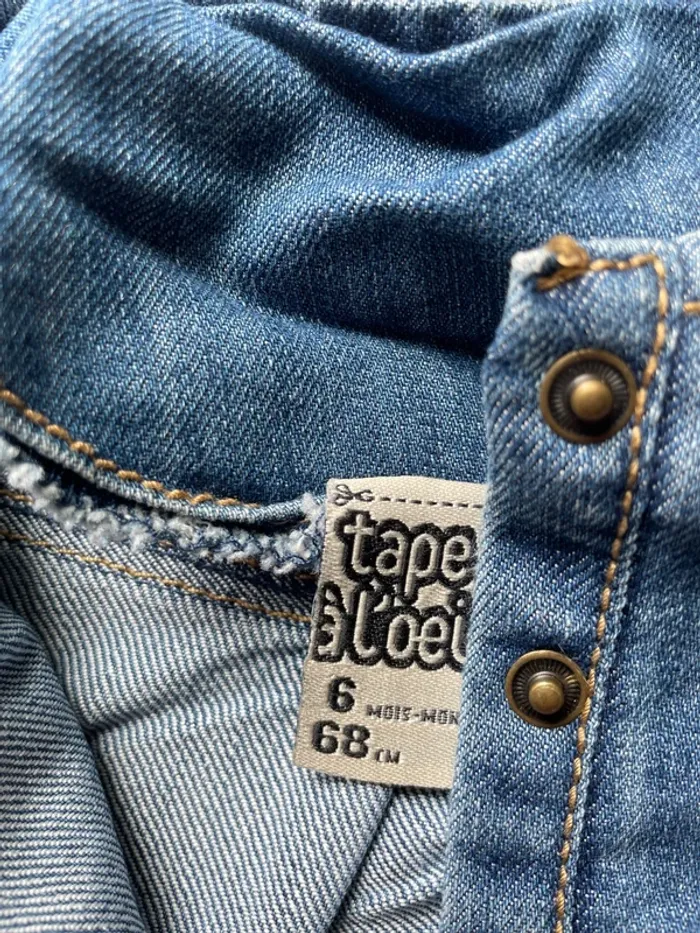 tape
à l'oei
6 MOIS-MON
68 CM